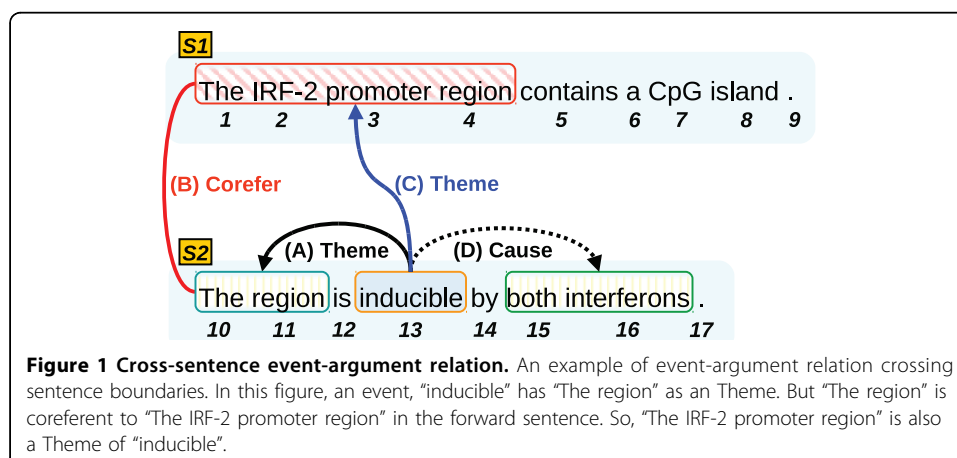 S1
The IRF-2 promoter region contains a CpG island .
1 2 3 4 5 6 7 8 9
(B) Corefer
(C) Theme
(A) Theme
(D) Cause
S2
The region is inducible by both interferons .
10 11 12 13 14 15 16 17
Figure 1 Cross-sentence event-argument relation. An example of event-argument relation crossing
sentence boundaries. In this figure, an event, “inducible” has “The region” as an Theme. But “The region” is
coreferent to “The IRF-2 promoter region” in the forward sentence. So, “The IRF-2 promoter region” is also
a Theme of “inducible”.